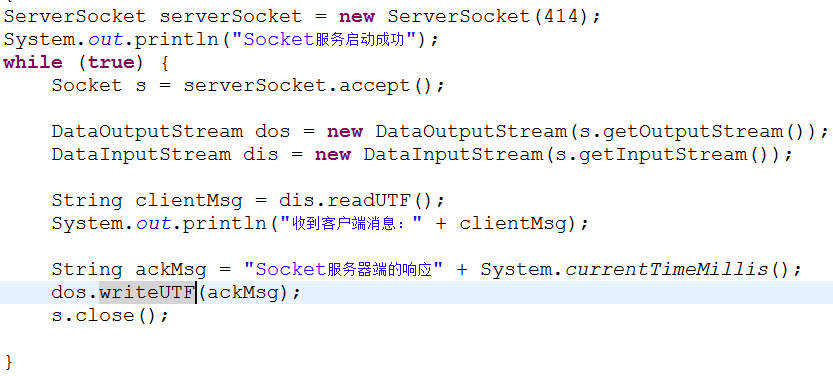 {
ServerSocket serverSocket = new ServerSocket(414);
System.out.println("Socket服务启动成功");
while (true) {
Socket s = serverSocket.accept();
DataOutputStream dos = new DataOutputStream(s.getOutputStream());
DataInputStream dis = new DataInputStream(s.getInputStream());
String clientMsg = dis.readUTF();
System.out.println("收到客户端消息：" + clientMsg);
String ackMsg = "Socket服务器端的响应" + System.currentTimeMillis();
dos.writeUTF(ackMsg);
s.close();
}